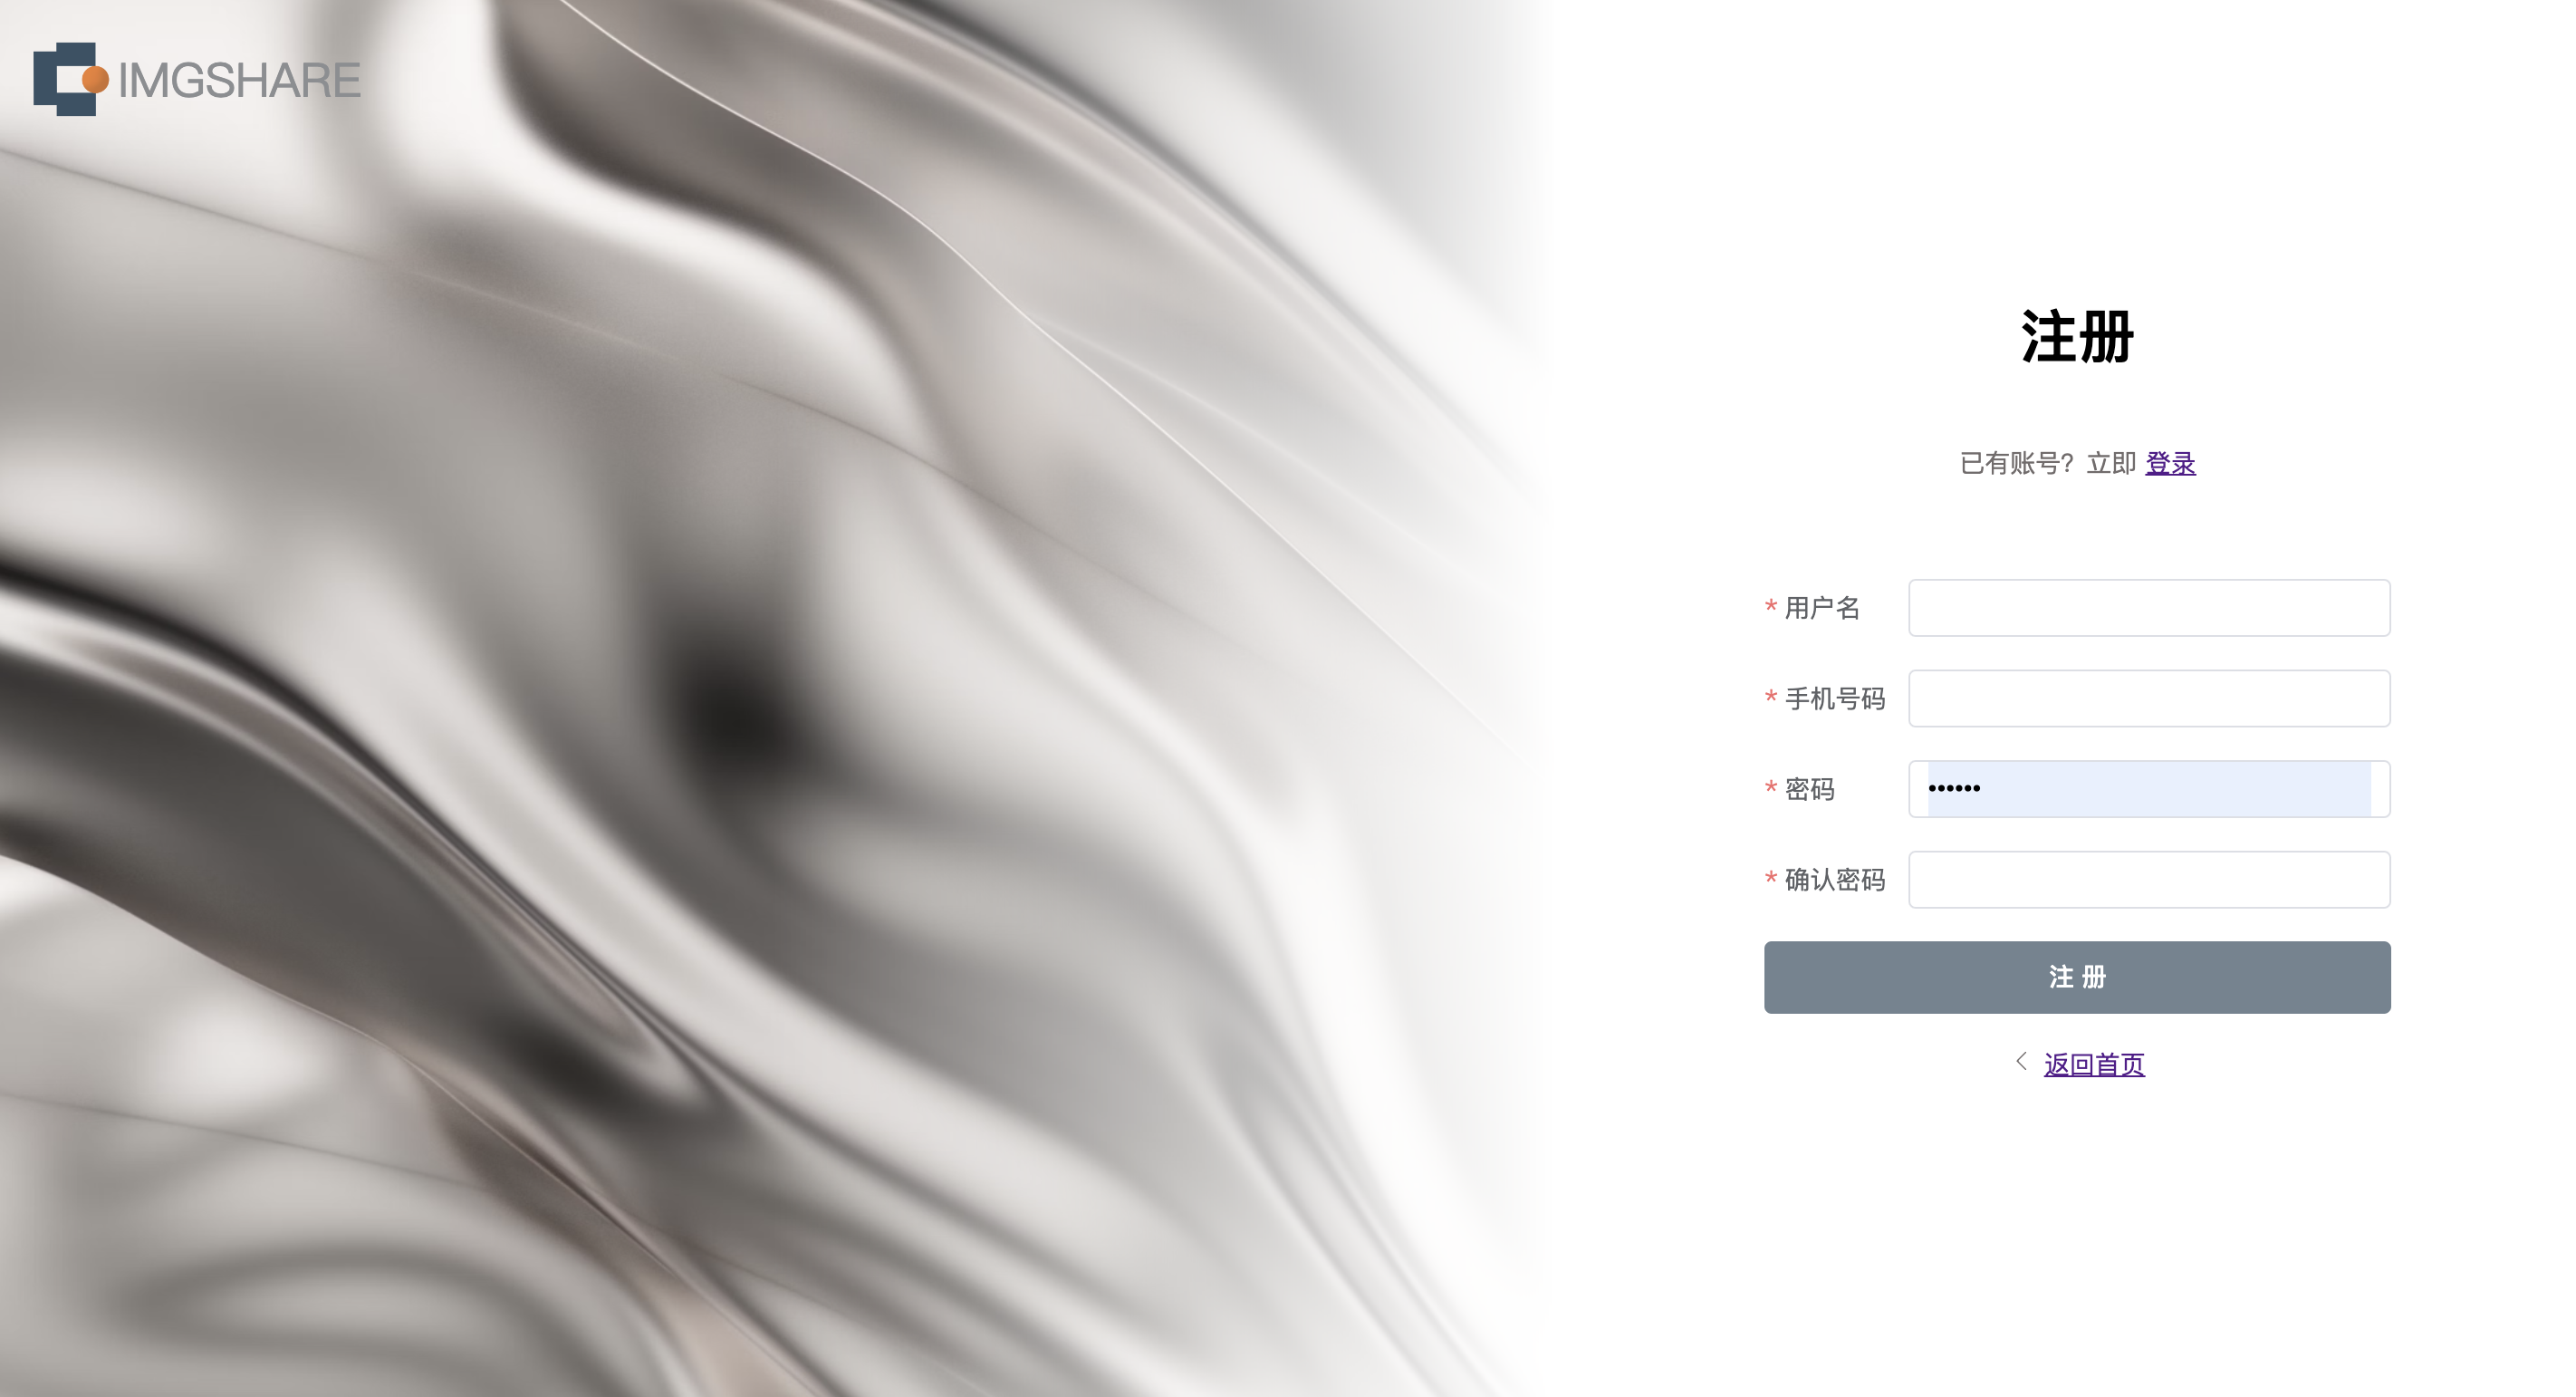 IMGSHARE
注册
已有账号？立即 登录
* 用户名
* 手机号码
* 密码
••••••
* 确认密码
注 册
< 返回首页